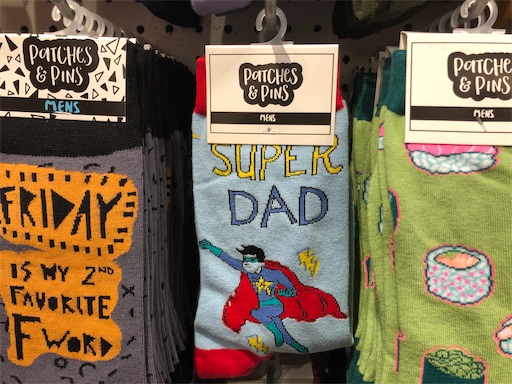 PATCHES
& PINS
MENS
FRIDAY
IS MY 2ND
FAVORITE
F WORD
PATCHES
& PINS
MENS
SUPER
DAD
PATCHES
& PINS
MENS